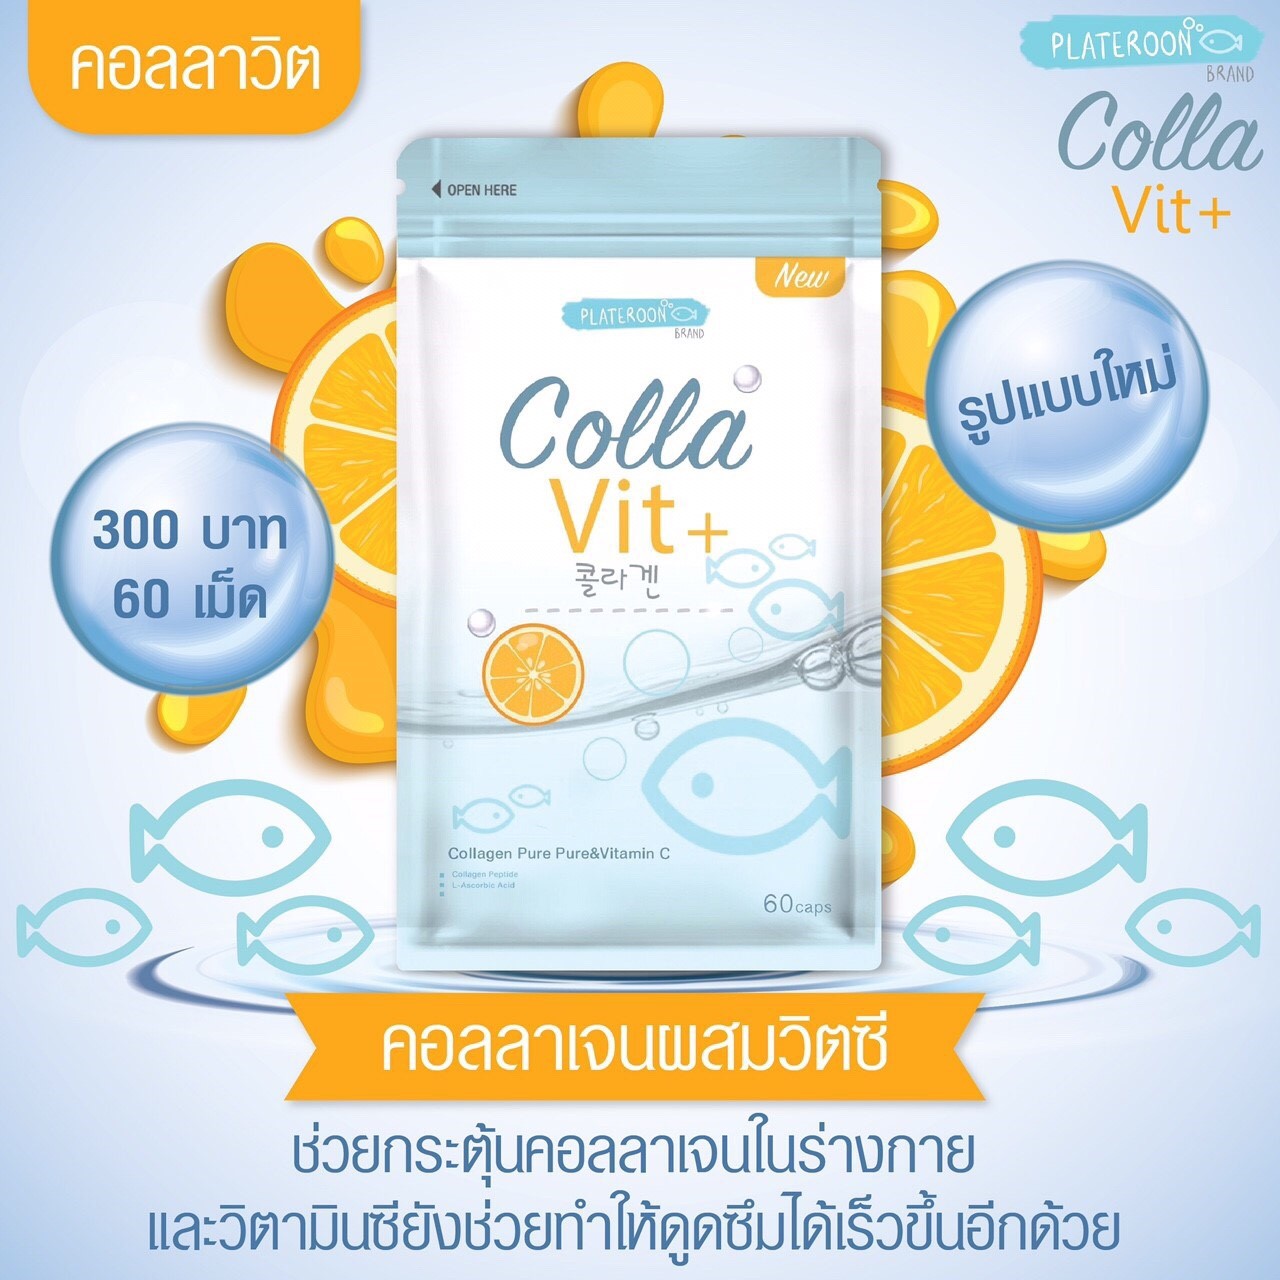 คอลลาวิต
PLATEROON
BRAND
Colla
Vit+
OPEN HERE
New
PLATEROON
BRAND
Colla
Vit+
콜라겐
รูปแบบใหม่
300 บาท
60 เม็ด
Collagen Pure Pure&Vitamin C
Collagen Peptide
L-Ascorbic Acid
60caps
คอลลาเจนผสมวิตซี
ช่วยกระตุ้นคอลลาเจนในร่างกาย
และวิตามินซียังช่วยทำให้ดูดซึมได้เร็วขึ้นอีกด้วย